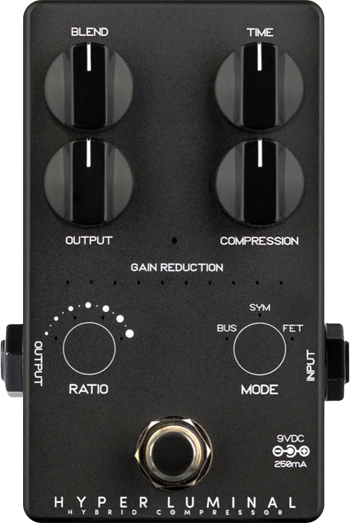 BLEND TIME
OUTPUT COMPRESSION
GAIN REDUCTION
SYM
BUS FET
OUTPUT
INPUT
RATIO MODE
9VDC
250mA
HYPER LUMINAL
HYBRID COMPRESSOR